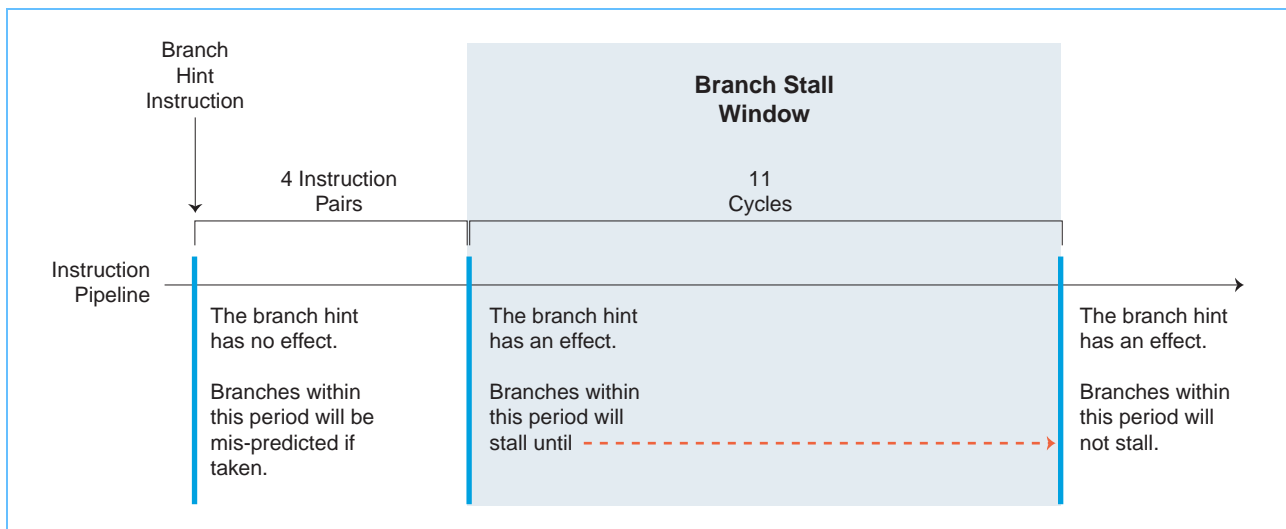 Branch
Hint
Instruction
Branch Stall
Window
4 Instruction
Pairs
11
Cycles
Instruction
Pipeline
The branch hint
has no effect.
Branches within
this period will be
mis-predicted if
taken.
The branch hint
has an effect.
Branches within
this period will
stall until
The branch hint
has an effect.
Branches within
this period will
not stall.